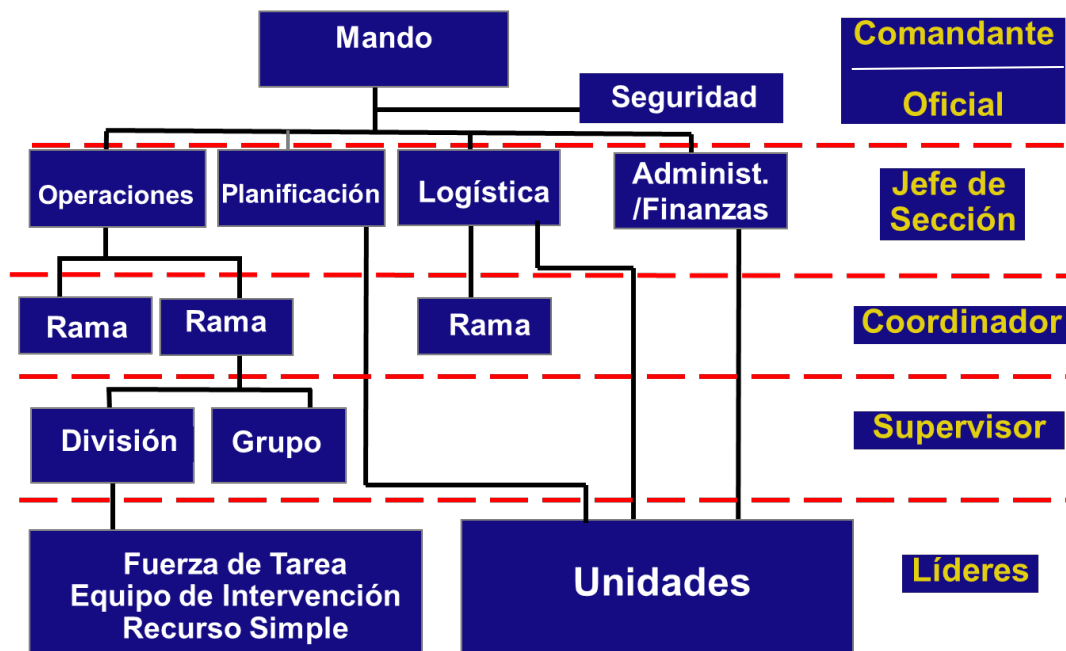 Mando
Comandante
Oficial
Seguridad
Operaciones
Planificación
Logística
Administ.
/Finanzas
Jefe de
Sección
Rama
Rama
Rama
Coordinador
División
Grupo
Supervisor
Fuerza de Tarea
Equipo de Intervención
Recurso Simple
Unidades
Líderes